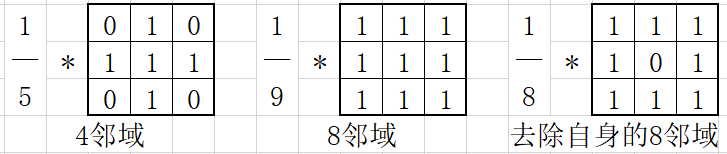 1 0 1 0 1 1 1 1 1 1 1 1
— * 1 1 1 — * 1 1 1 — * 1 0 1
5 0 1 0 9 1 1 1 8 1 1 1
4邻域 8邻域 去除自身的8邻域